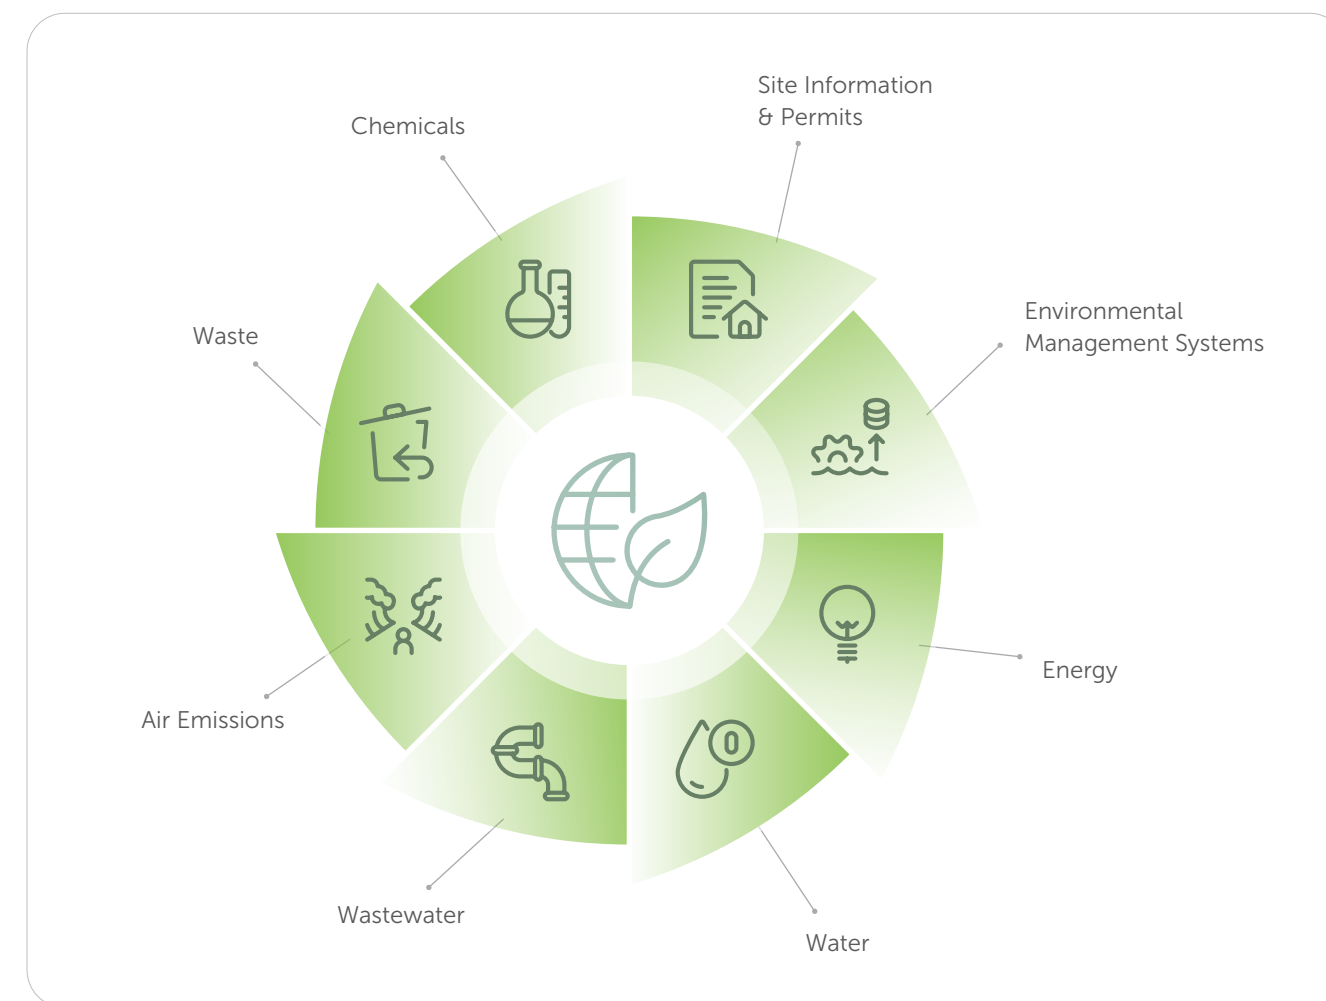 Site Information
& Permits
Chemicals
Environmental
Management Systems
Waste
Energy
Air Emissions
Wastewater
Water